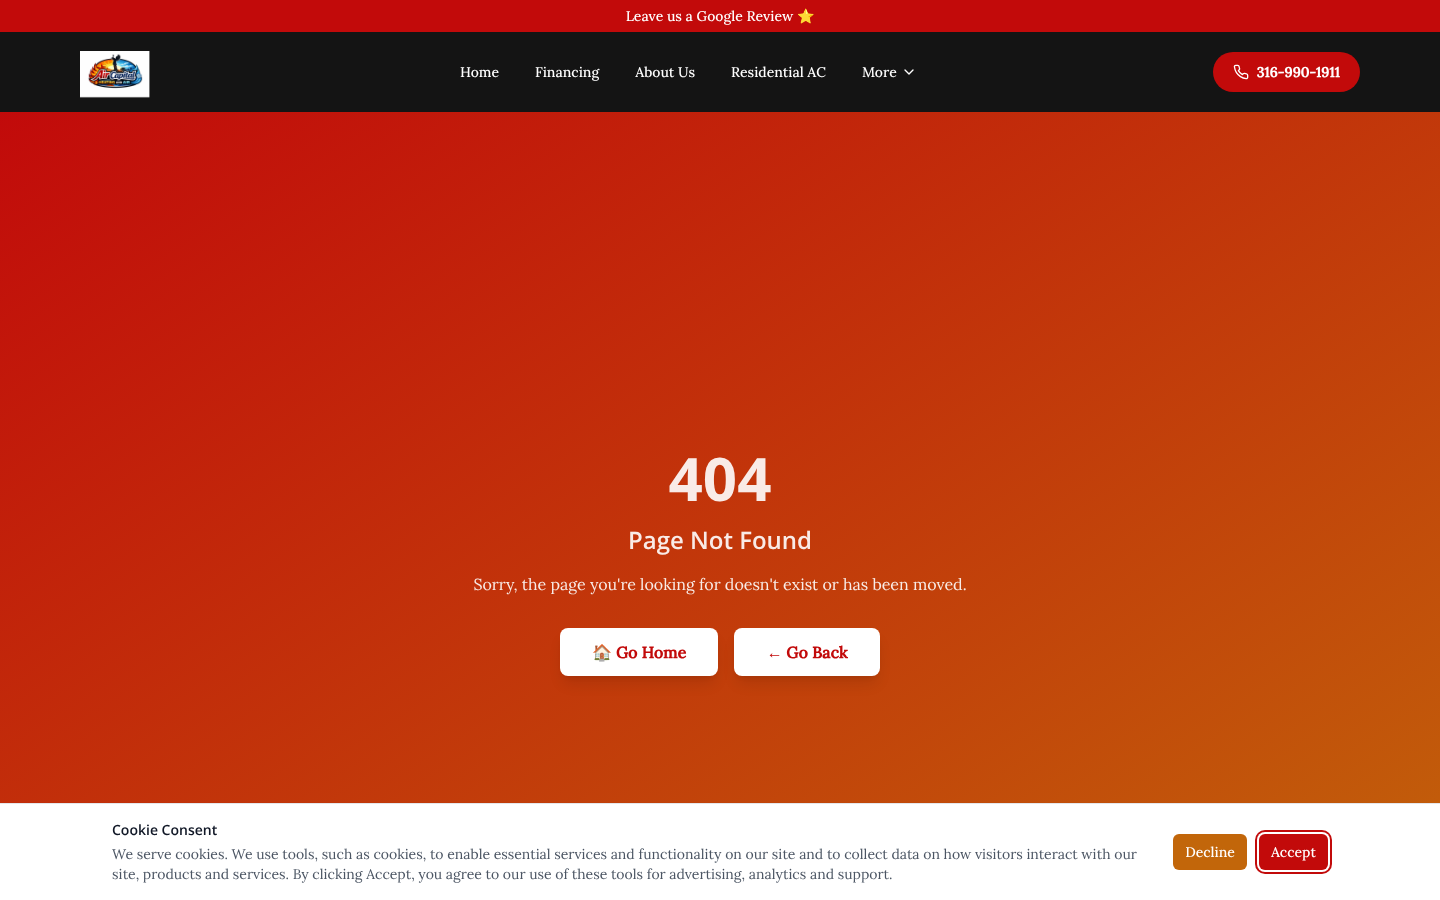 Leave us a Google Review ⭐
Air Capital
Home
Financing
About Us
Residential AC
More
316-990-1911
404
Page Not Found
Sorry, the page you're looking for doesn't exist or has been moved.
🏠 Go Home
← Go Back
Cookie Consent
We serve cookies. We use tools, such as cookies, to enable essential services and functionality on our site and to collect data on how visitors interact with our
site, products and services. By clicking Accept, you agree to our use of these tools for advertising, analytics and support.
Decline
Accept